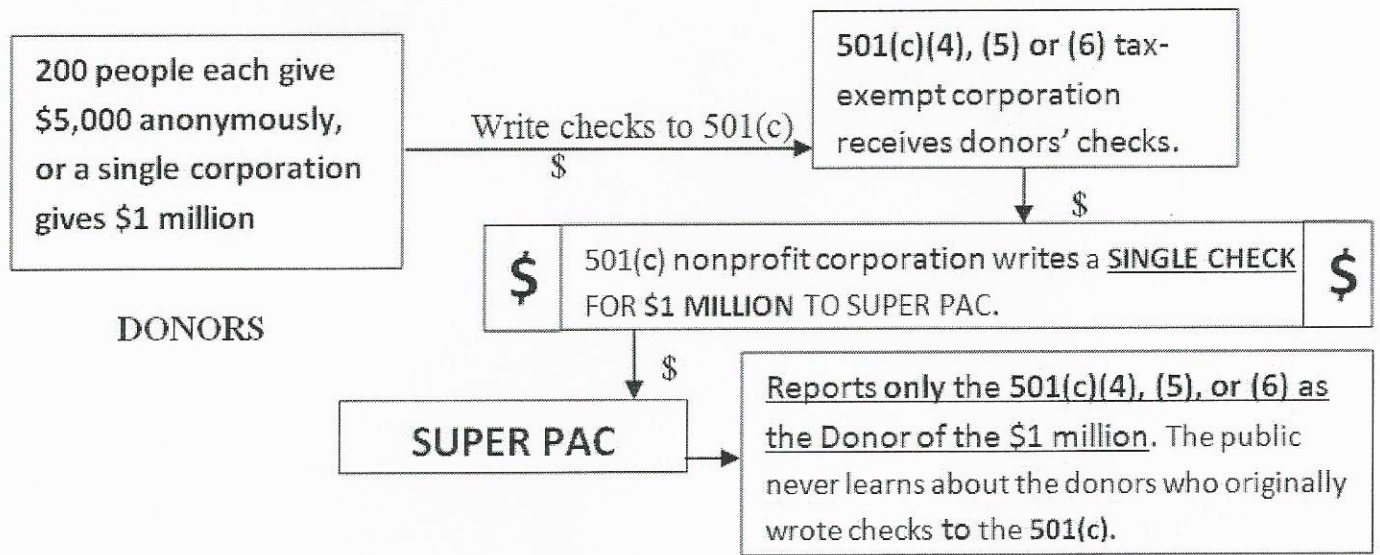 200 people each give
$5,000 anonymously,
or a single corporation
gives $1 million
DONORS
Write checks to 501(c)
$
501(c)(4), (5) or (6) tax-
exempt corporation
receives donors' checks.
$
$
501(c) nonprofit corporation writes a SINGLE CHECK
FOR $1 MILLION TO SUPER PAC.
$
$
SUPER PAC
Reports only the 501(c)(4), (5), or (6) as
the Donor of the $1 million. The public
never learns about the donors who originally
wrote checks to the 501(c).